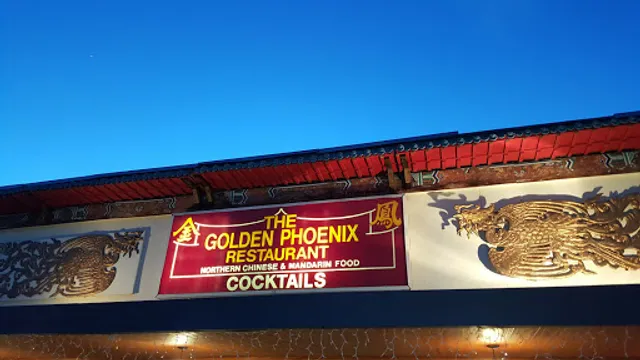 金 鳳
THE
GOLDEN PHOENIX
RESTAURANT
NORTHERN CHINESE & MANDARIN FOOD
COCKTAILS